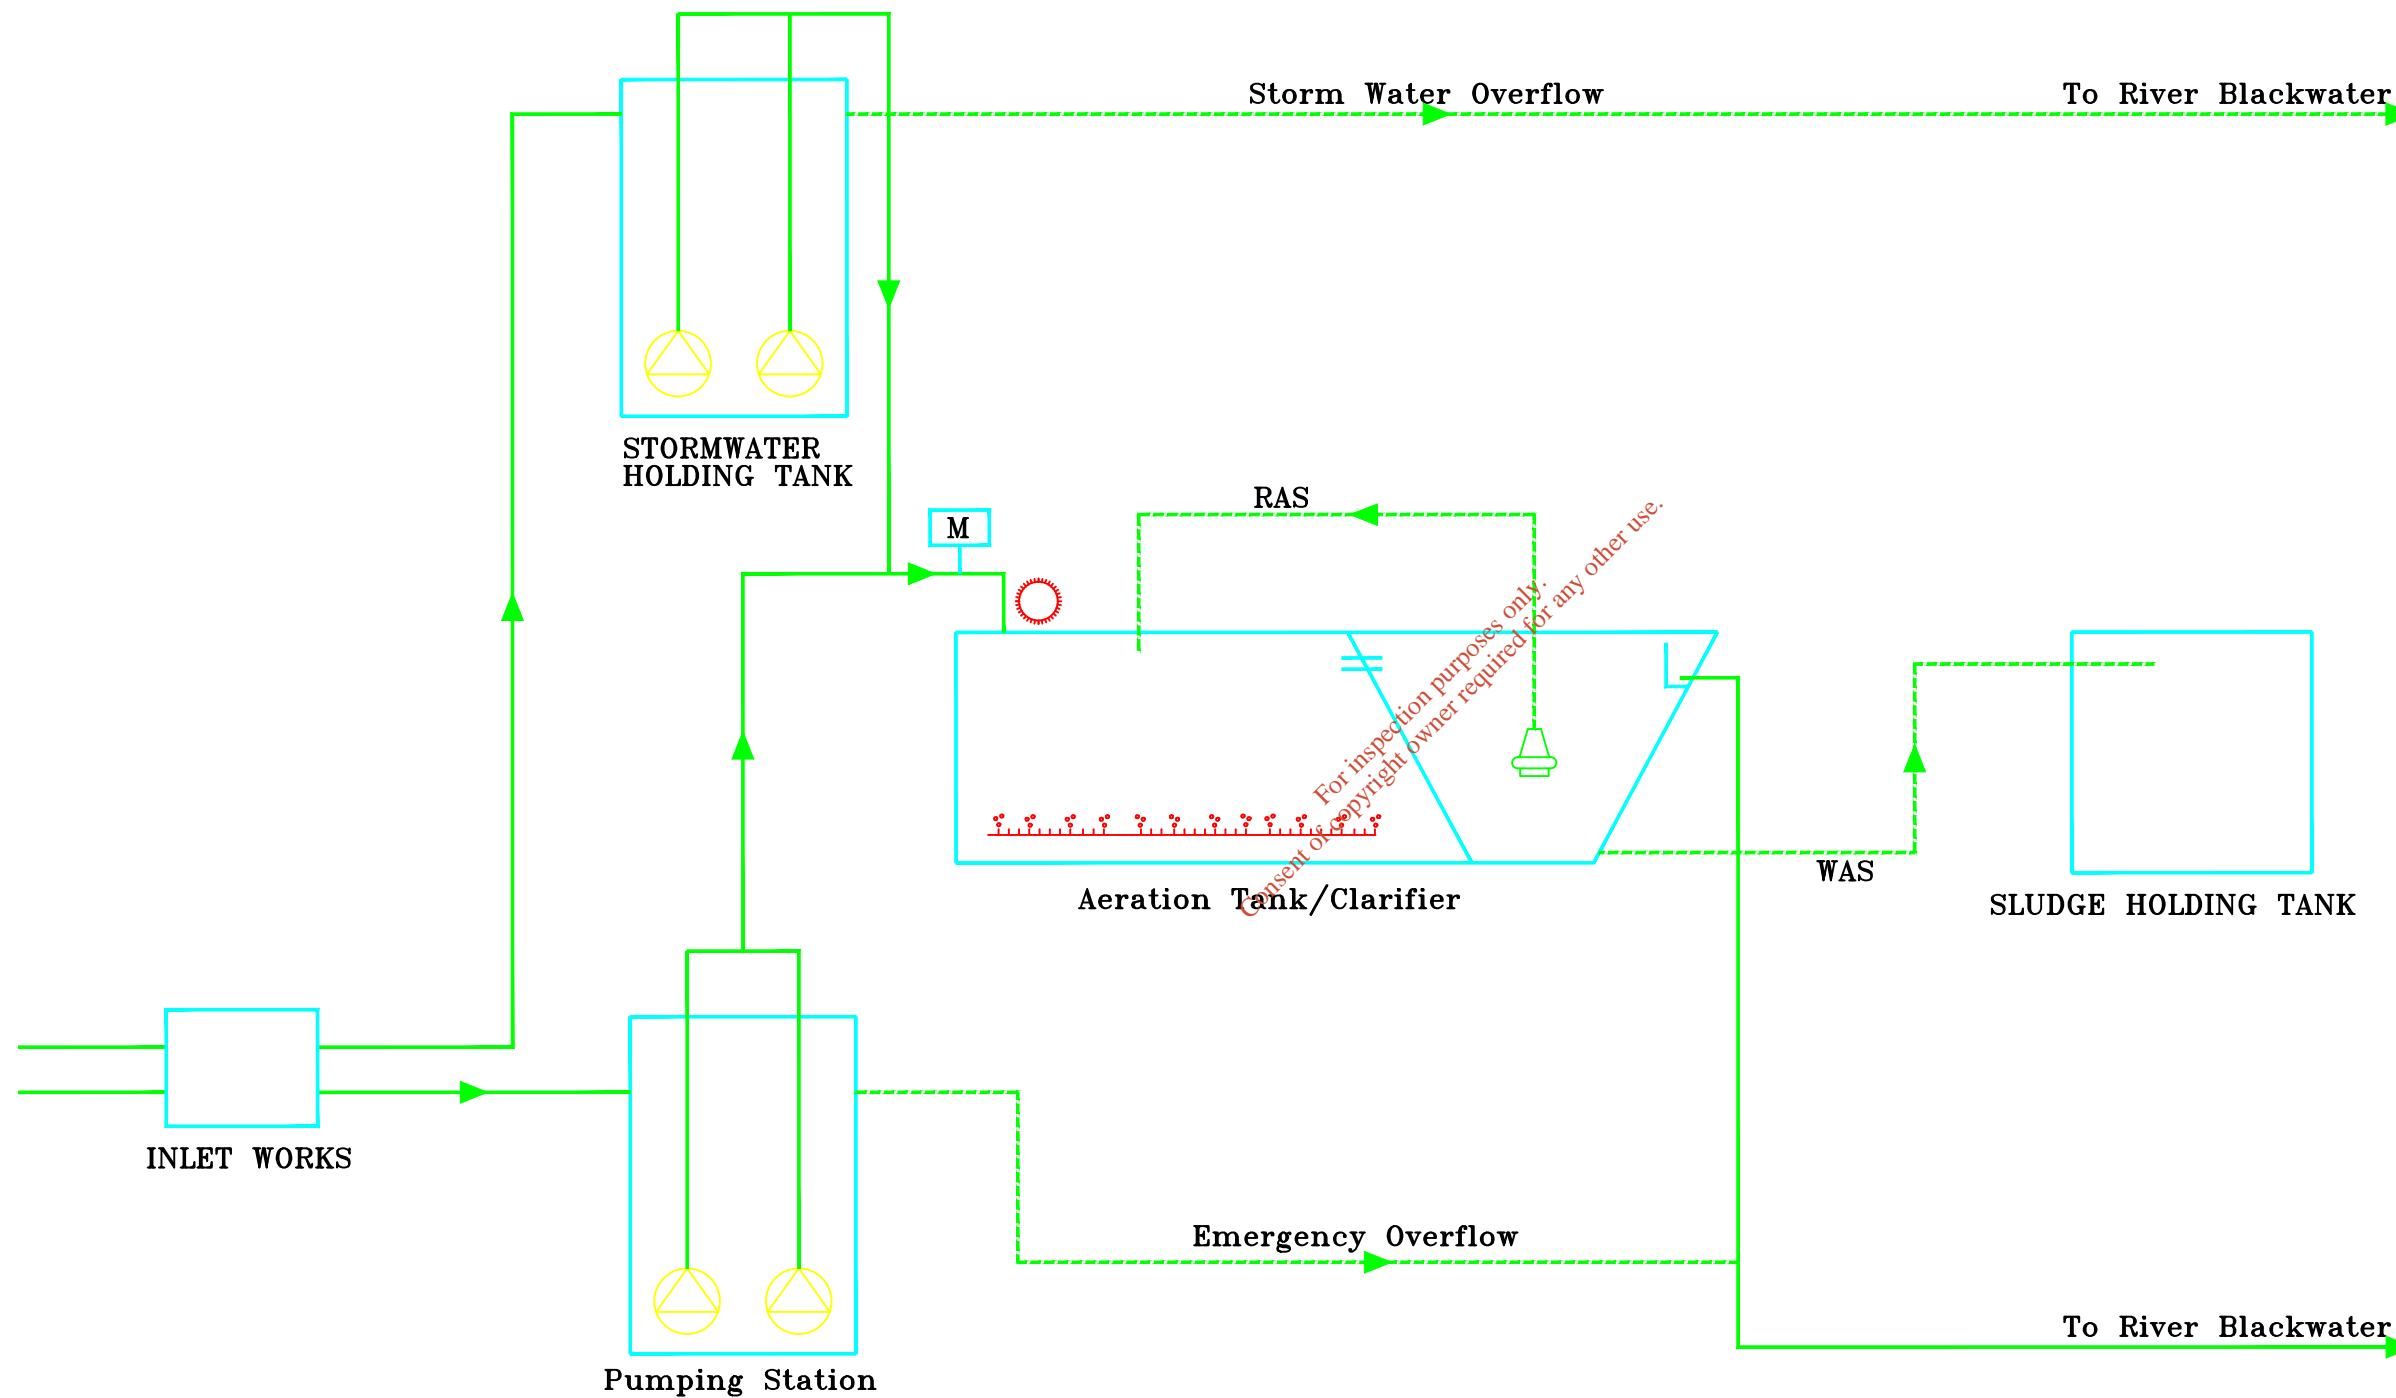 Storm Water Overflow
To River Blackwater
STORMWATER
HOLDING TANK
RAS
M
For inspection purposes only.
Consent of copyright owner required for any other use.
WAS
Aeration Tank/Clarifier
SLUDGE HOLDING TANK
INLET WORKS
Emergency Overflow
To River Blackwater
Pumping Station